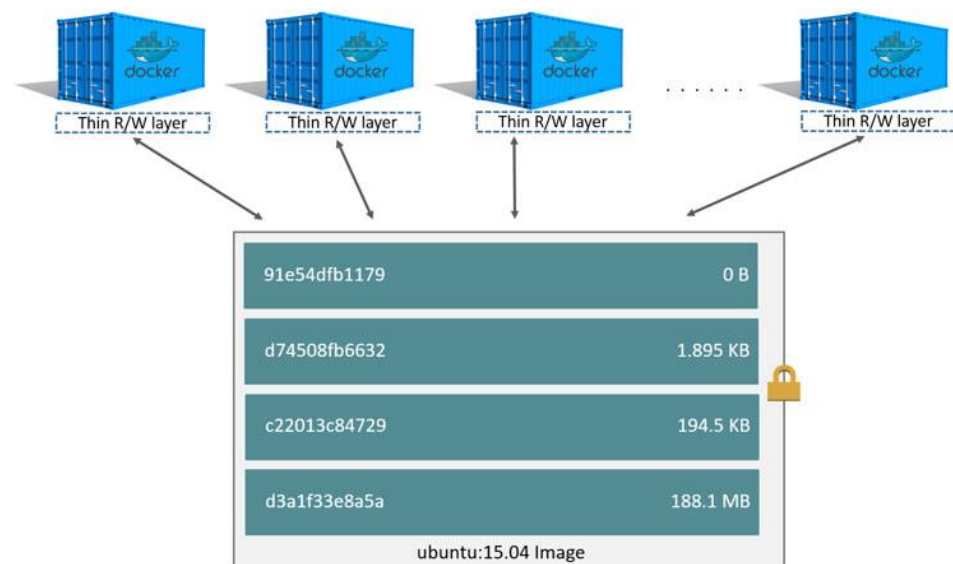 docker docker docker docker
. . . . . .
Thin R/W layer Thin R/W layer Thin R/W layer Thin R/W layer
91e54dfb1179 0 B
d74508fb6632 1.895 KB
c22013c84729 194.5 KB
d3a1f33e8a5a 188.1 MB
ubuntu:15.04 Image